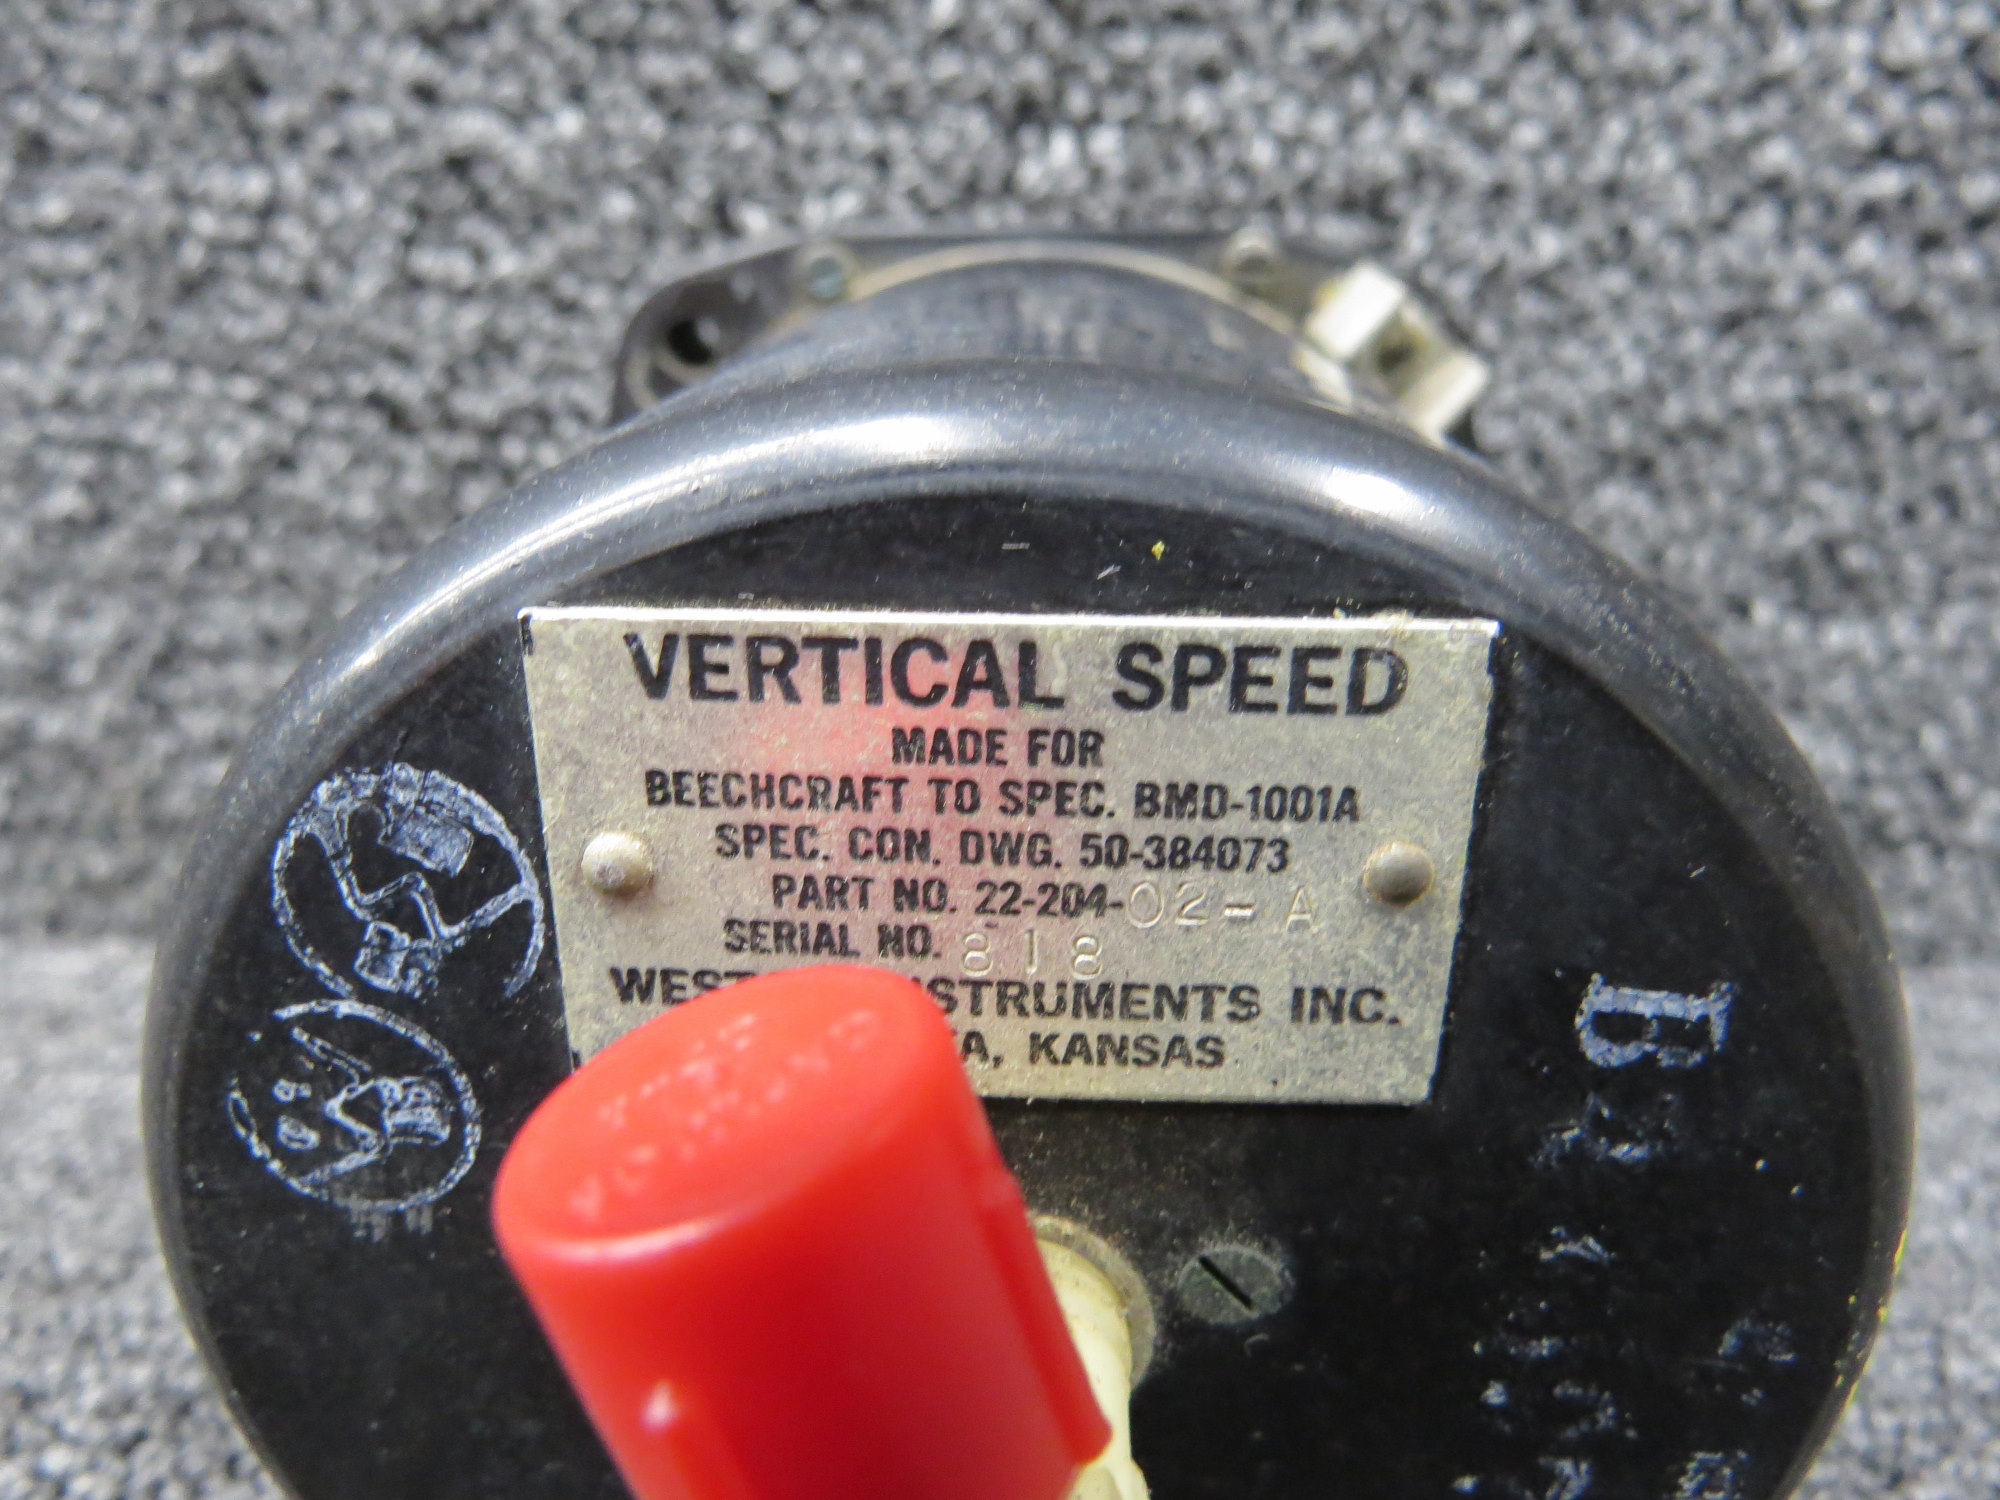 VERTICAL SPEED
MADE FOR
BEECHCRAFT TO SPEC. BMD-1001A
SPEC. CON. DWG. 50-384073
PART NO. 22-204-02-A
SERIAL NO. 818
INSTRUMENTS INC.
KANSAS
B